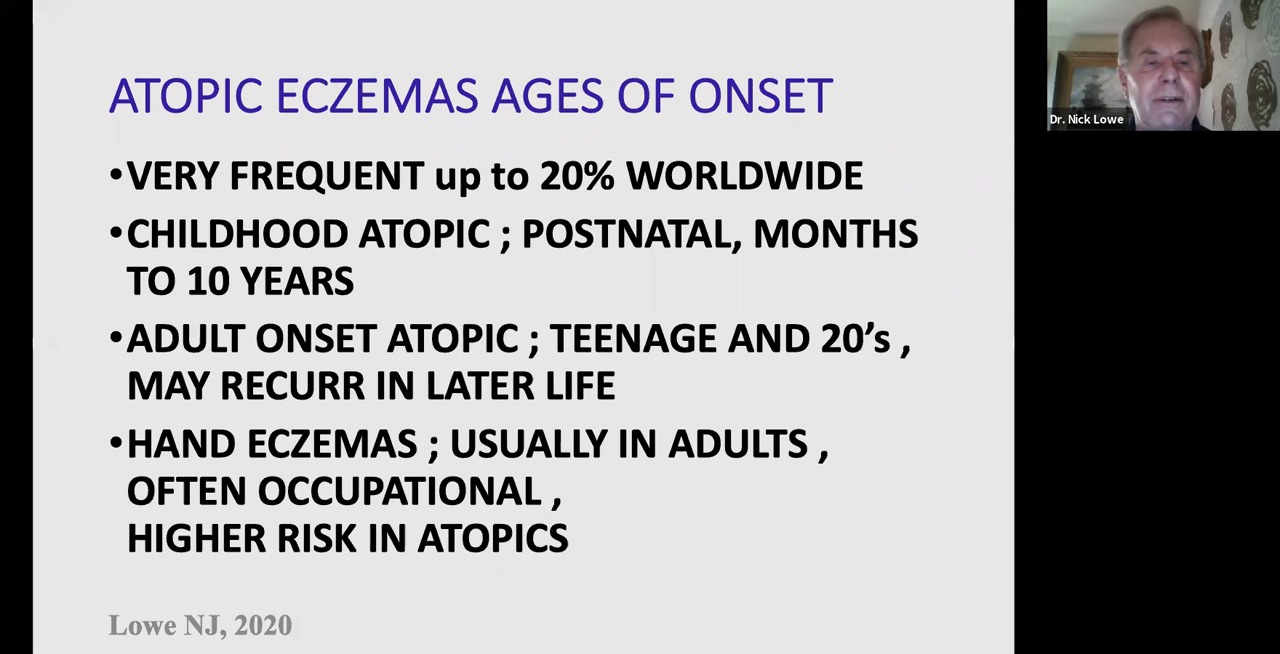 ATOPIC ECZEMAS AGES OF ONSET
•VERY FREQUENT up to 20% WORLDWIDE
•CHILDHOOD ATOPIC ; POSTNATAL, MONTHS
TO 10 YEARS
•ADULT ONSET ATOPIC ; TEENAGE AND 20’s ,
MAY RECURR IN LATER LIFE
•HAND ECZEMAS ; USUALLY IN ADULTS ,
OFTEN OCCUPATIONAL ,
HIGHER RISK IN ATOPICS
Lowe NJ, 2020
Dr. Nick Lowe